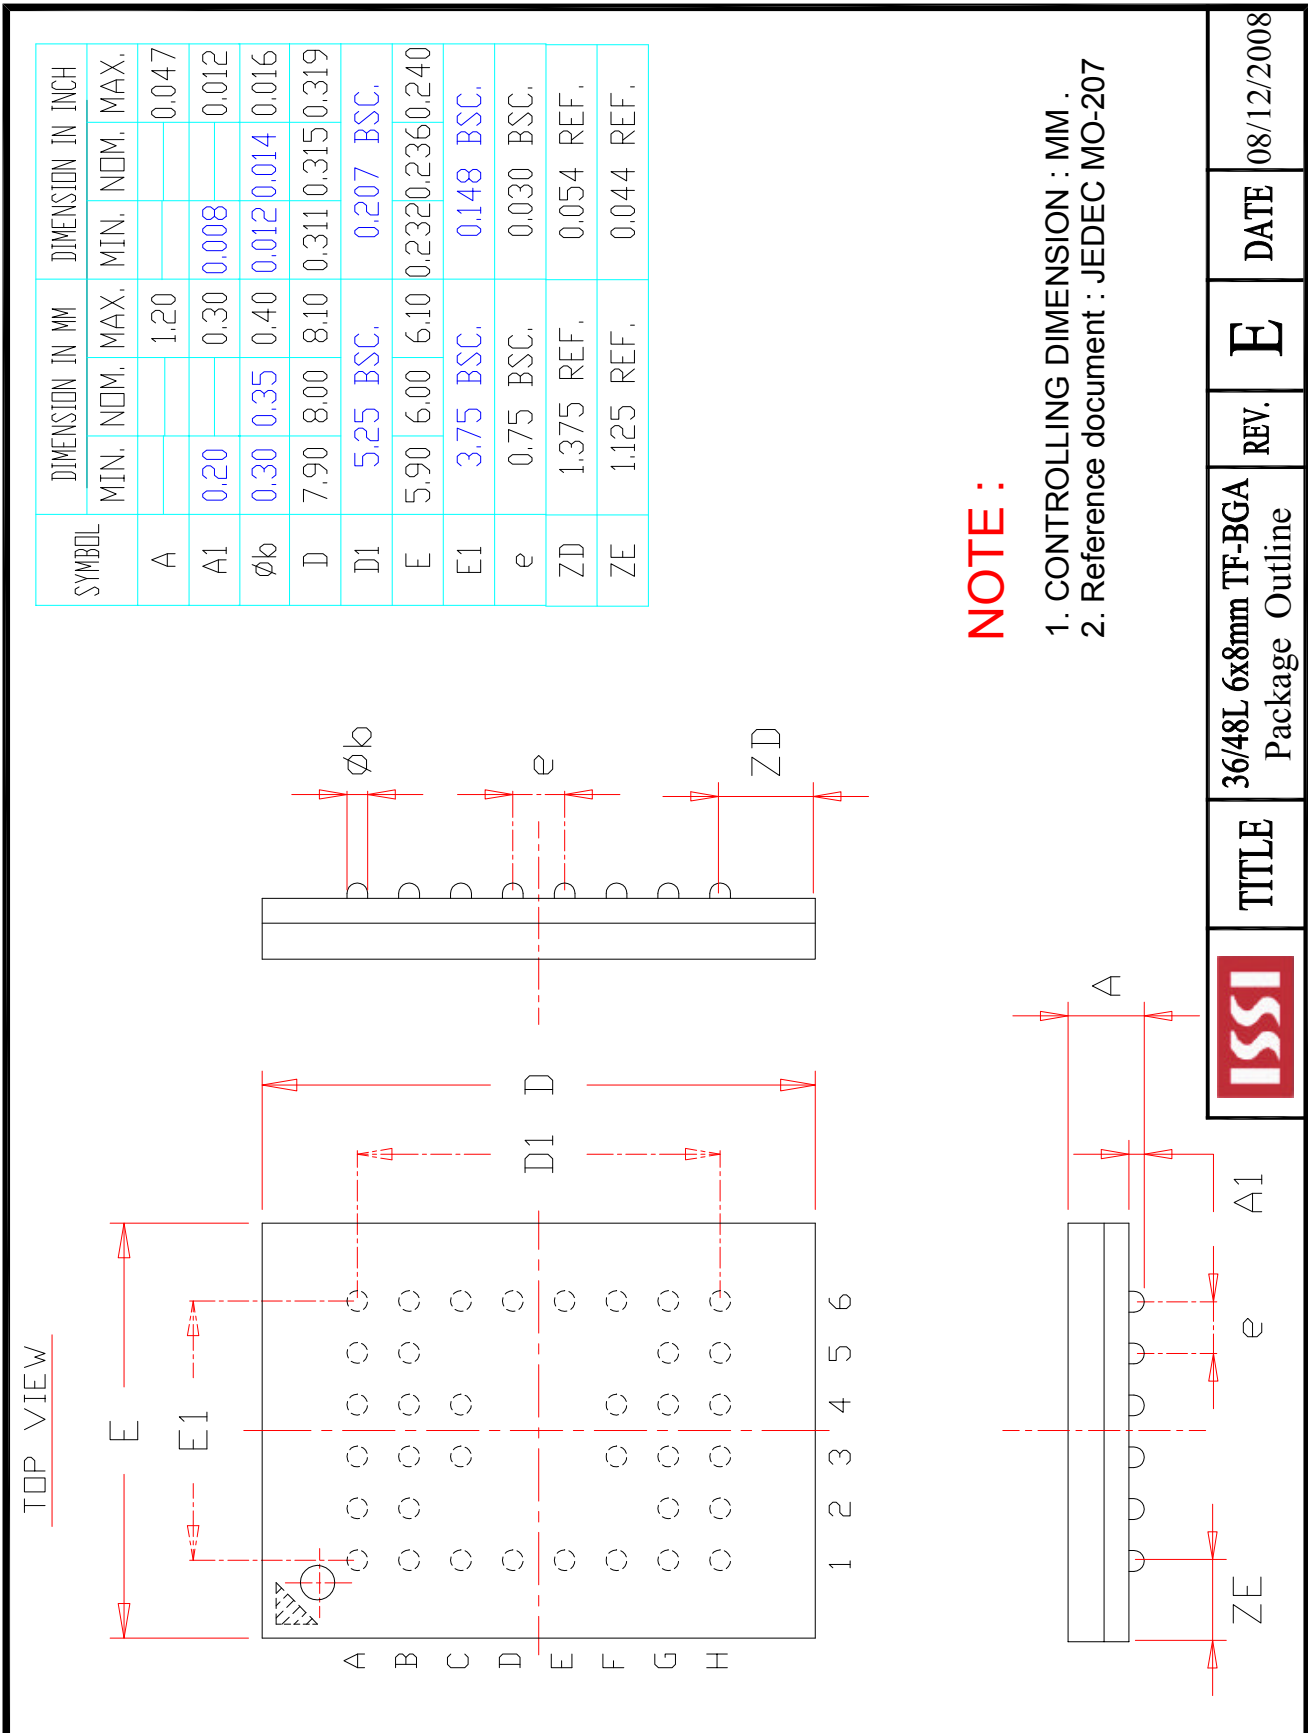 TOP VIEW
E
E1
D1
D
A
B
C
D
E
F
G
H
1 2 3 4 5 6
Øb
e
ZD
ZE
e
A1
A
SYMBOL DIMENSION IN MM DIMENSION IN INCH
MIN. NOM. MAX. MIN. NOM. MAX.
A 1.20 0.047
A1 0.20 0.30 0.008 0.012
Øb 0.30 0.35 0.40 0.012 0.014 0.016
D 7.90 8.00 8.10 0.311 0.315 0.319
D1 5.25 BSC. 0.207 BSC.
E 5.90 6.00 6.10 0.232 0.236 0.240
E1 3.75 BSC. 0.148 BSC.
e 0.75 BSC. 0.030 BSC.
ZD 1.375 REF. 0.054 REF.
ZE 1.125 REF. 0.044 REF.
NOTE :
1. CONTROLLING DIMENSION : MM .
2. Reference document : JEDEC MO-207
ISSI
TITLE
36/48L 6x8mm TF-BGA
Package Outline
REV.
E
DATE
08/12/2008